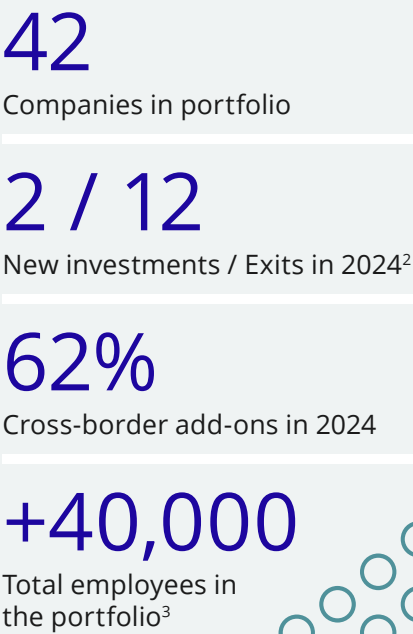 42
Companies in portfolio
2 / 12
New investments / Exits in 2024²
62%
Cross-border add-ons in 2024
+40,000
Total employees in
the portfolio³